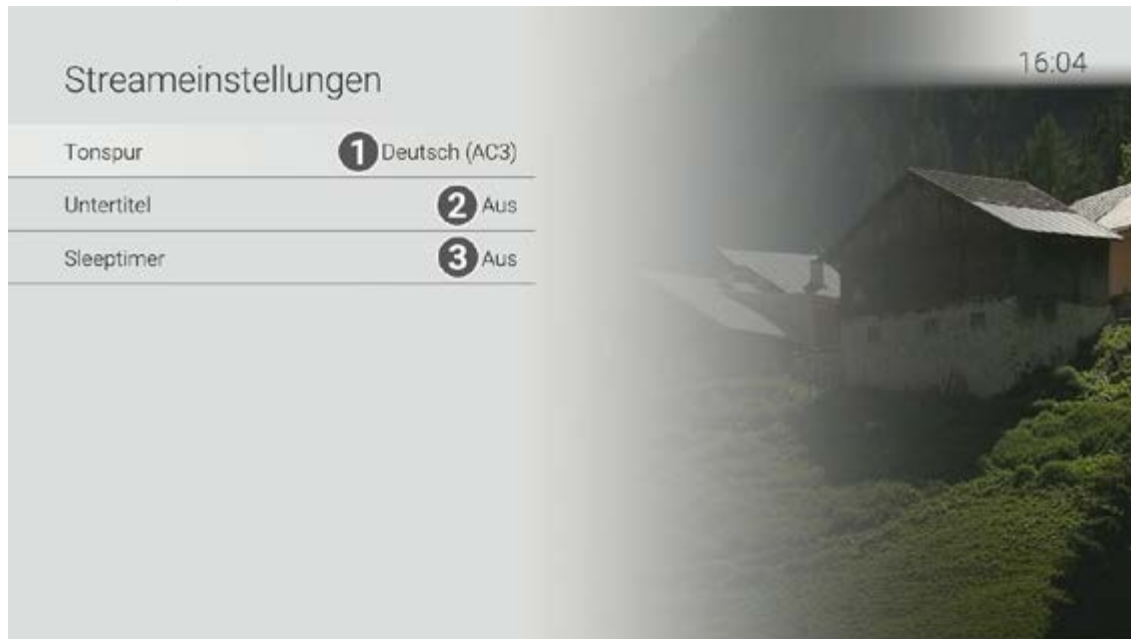 Streameinstellungen
16:04
Tonspur 1 Deutsch (AC3)
Untertitel 2 Aus
Sleeptimer 3 Aus